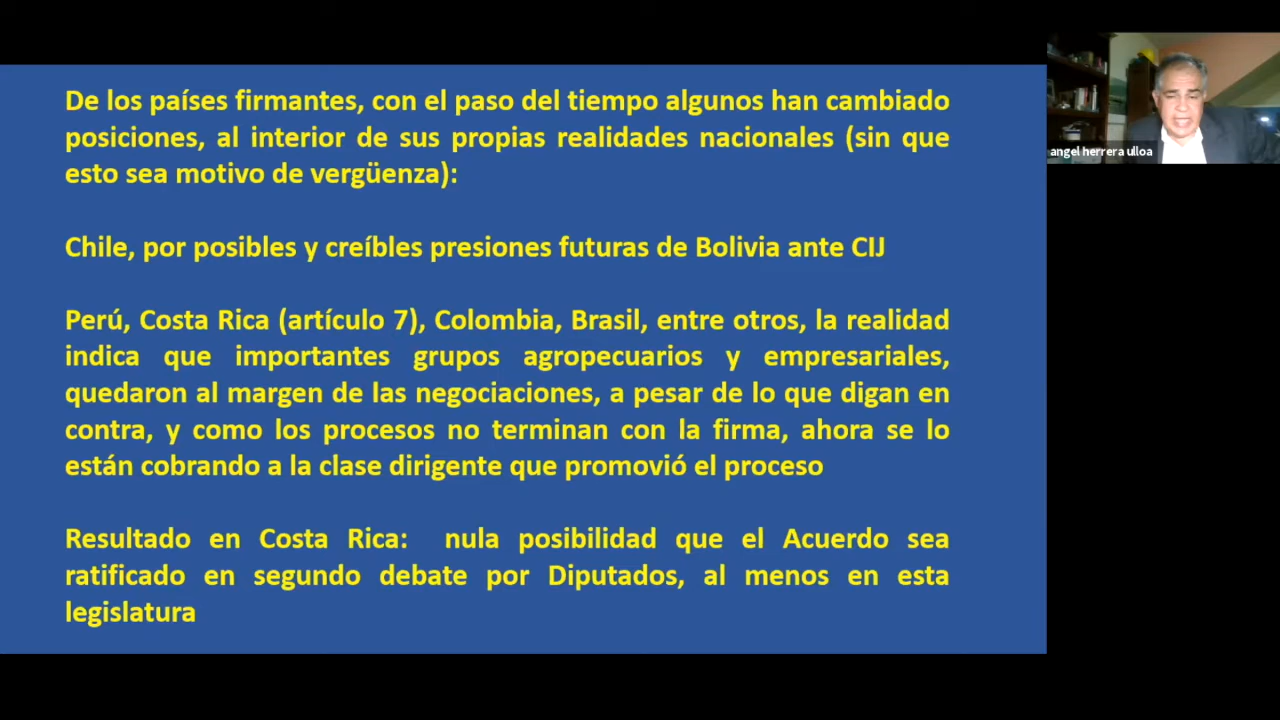 De los países firmantes, con el paso del tiempo algunos han cambiado
posiciones, al interior de sus propias realidades nacionales (sin que
esto sea motivo de vergüenza):
Chile, por posibles y creíbles presiones futuras de Bolivia ante CIJ
Perú, Costa Rica (artículo 7), Colombia, Brasil, entre otros, la realidad
indica que importantes grupos agropecuarios y empresariales,
quedaron al margen de las negociaciones, a pesar de lo que digan en
contra, y como los procesos no terminan con la firma, ahora se lo
están cobrando a la clase dirigente que promovió el proceso
Resultado en Costa Rica: nula posibilidad que el Acuerdo sea
ratificado en segundo debate por Diputados, al menos en esta
legislatura
angel herrera ulloa